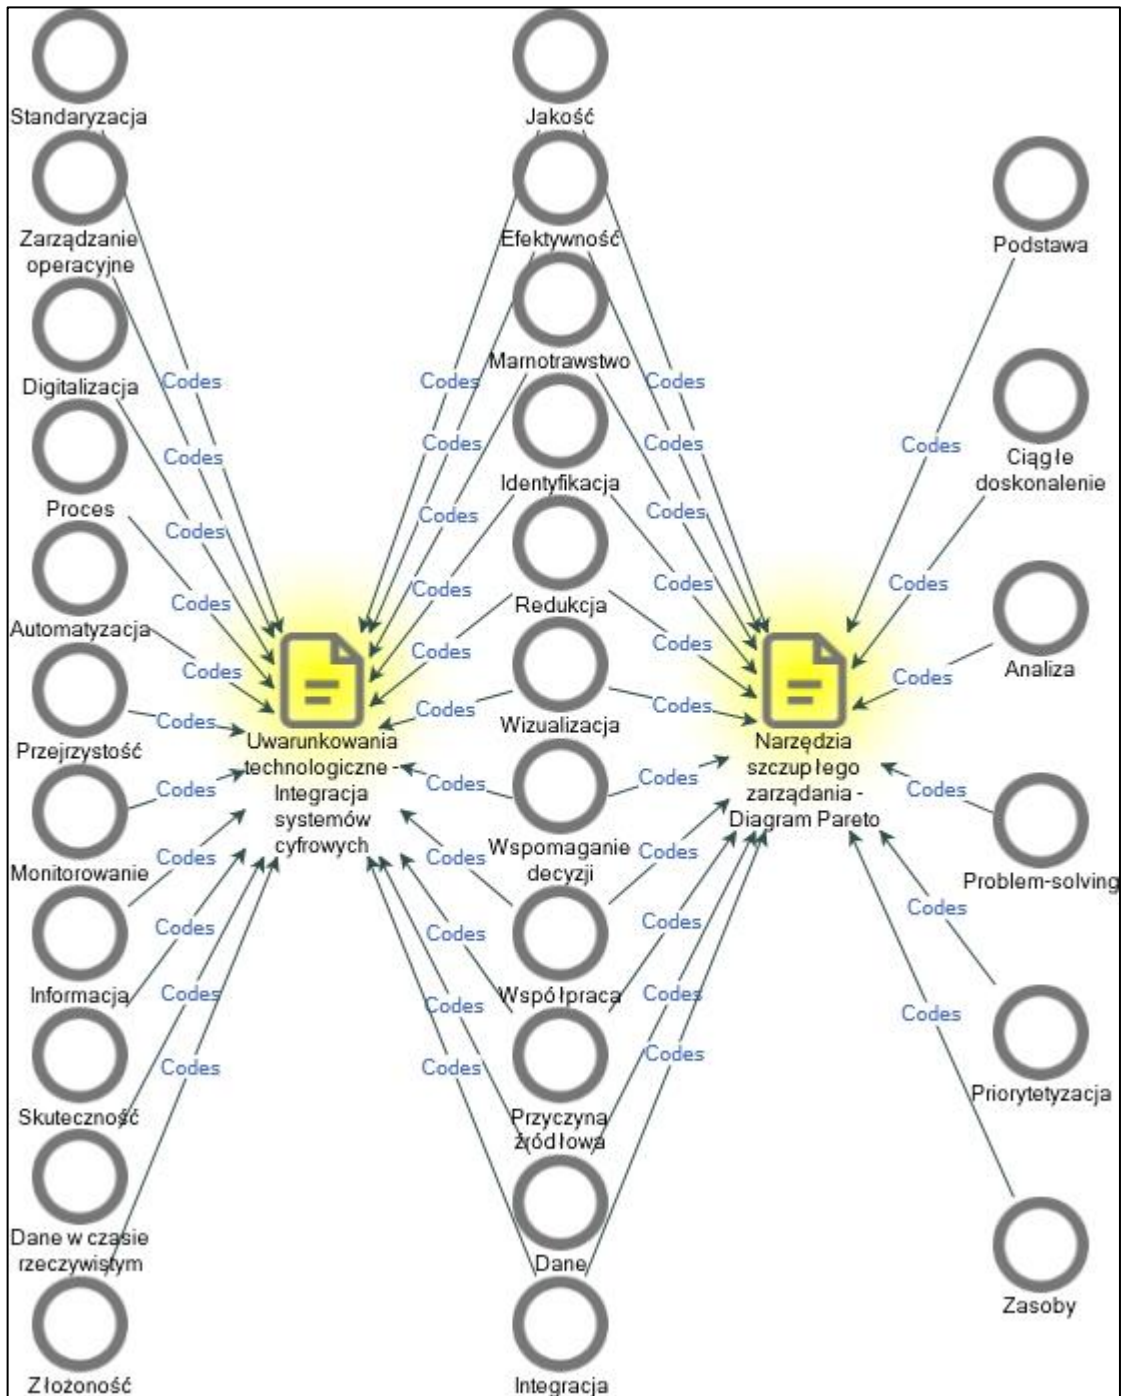 Standaryzacja
Zarządzanie
operacyjne
Digitalizacja
Proces
Automatyzacja
Przejrzystość
Monitorowanie
Informacja
Skuteczność
Dane w czasie
rzeczywistym
Złożoność
Codes
Codes
Codes
Codes
Codes
Codes
Codes
Codes
Codes
Codes
Codes
Uwarunkowania
technologiczne -
Integracja
systemów
cyfrowych
Codes
Codes
Codes
Codes
Codes
Codes
Codes
Codes
Codes
Codes
Codes
Jakość
Efektywność
Marnotrawstwo
Identyfikacja
Redukcja
Wizualizacja
Wspomaganie
decyzji
Współpraca
Przyczyna
źródłowa
Dane
Integracja
Codes
Codes
Codes
Codes
Codes
Codes
Codes
Codes
Codes
Codes
Codes
Narzędzia
szczupłego
zarządania -
Diagram Pareto
Codes
Codes
Codes
Codes
Codes
Codes
Podstawa
Ciągłe
doskonalenie
Analiza
Problem-solving
Priorytetyzacja
Zasoby